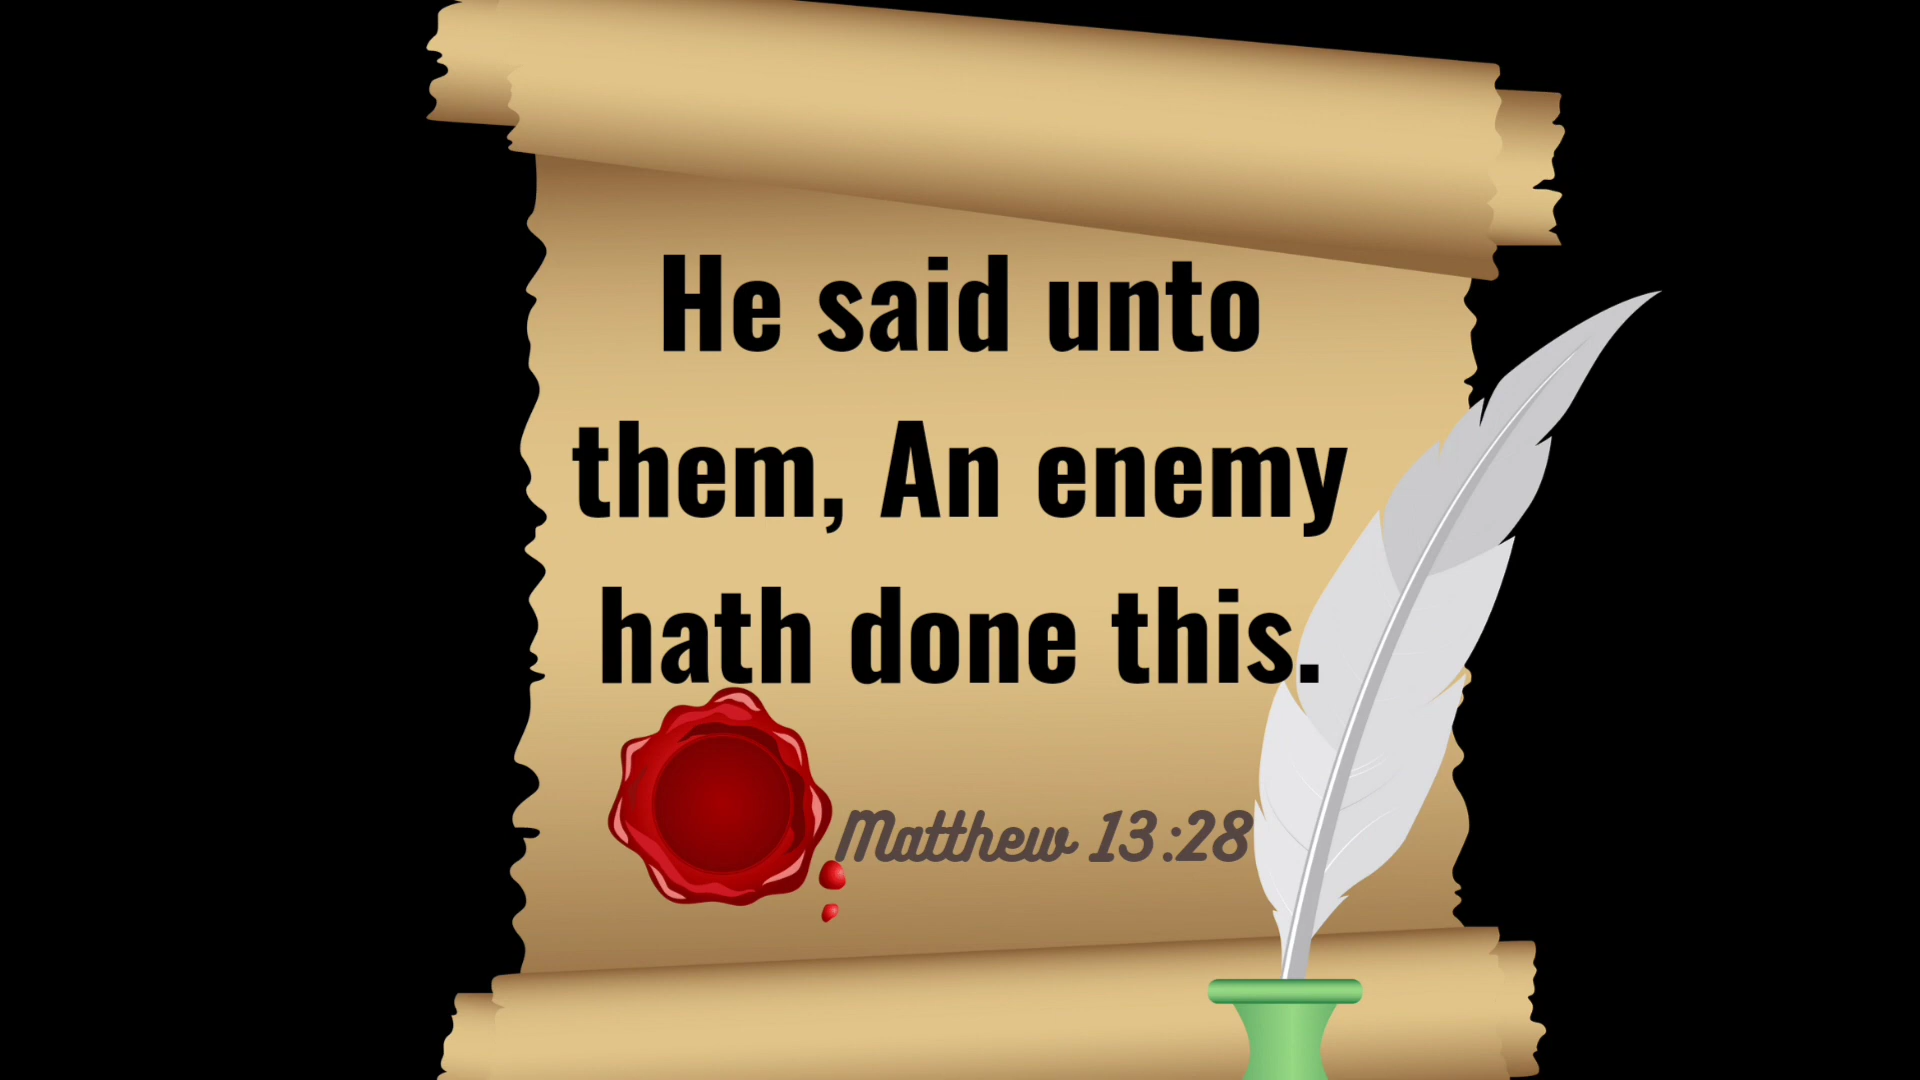 He said unto
them, An enemy
hath done this.
Matthew 13:28